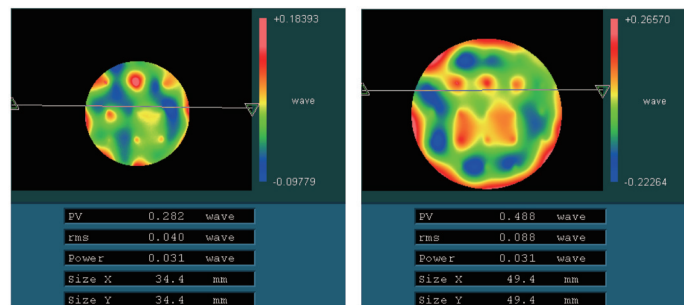 +0.18393
wave
-0.09779
PV 0.282 wave
rms 0.040 wave
Power 0.031 wave
Size X 34.4 mm
Size Y 34.4 mm
+0.26570
wave
-0.22264
PV 0.488 wave
rms 0.088 wave
Power 0.031 wave
Size X 49.4 mm
Size Y 49.4 mm